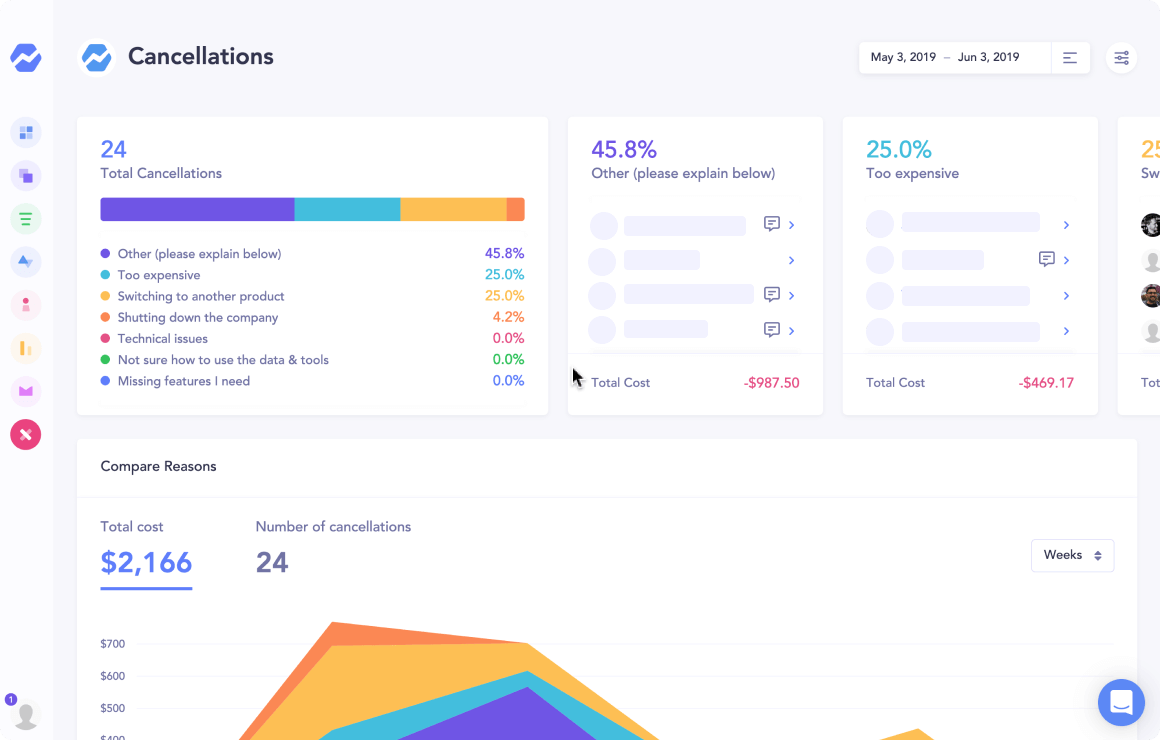 Cancellations
May 3, 2019 – Jun 3, 2019
24
Total Cancellations
Other (please explain below) 45.8%
Too expensive 25.0%
Switching to another product 25.0%
Shutting down the company 4.2%
Technical issues 0.0%
Not sure how to use the data & tools 0.0%
Missing features I need 0.0%
45.8%
Other (please explain below)
Total Cost -$987.50
25.0%
Too expensive
Total Cost -$469.17
25
Sw
Tot
Compare Reasons
Total cost
$2,166
Number of cancellations
24
Weeks
$700
$600
$500
$400
1